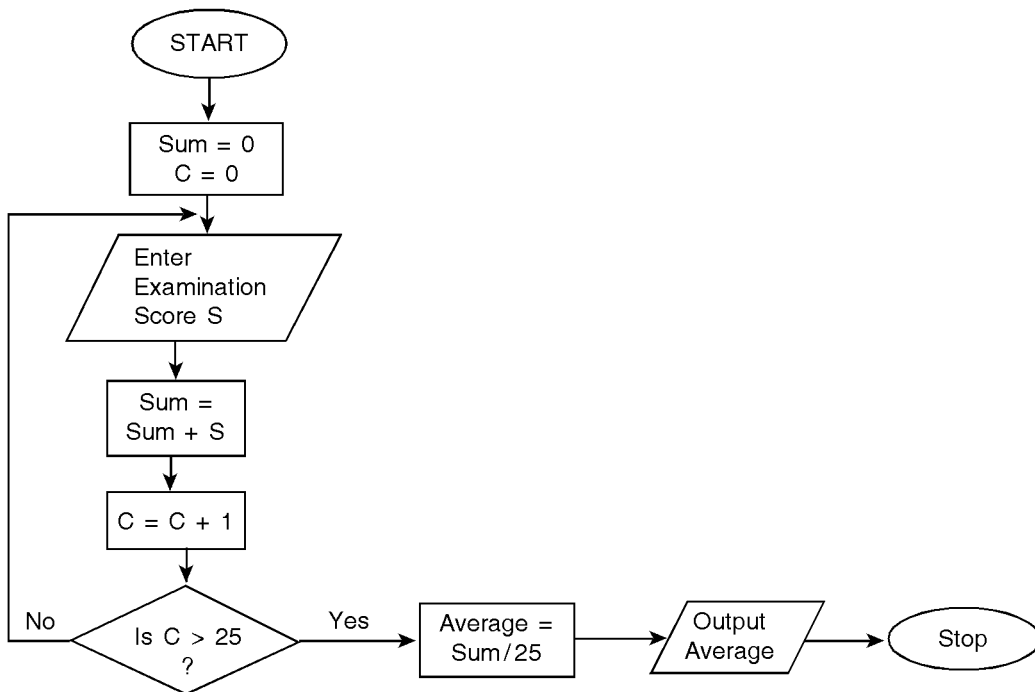 START
Sum = 0
C = 0
Enter
Examination
Score S
Sum =
Sum + S
C = C + 1
Is C > 25
?
No
Yes
Average =
Sum/25
Output
Average
Stop